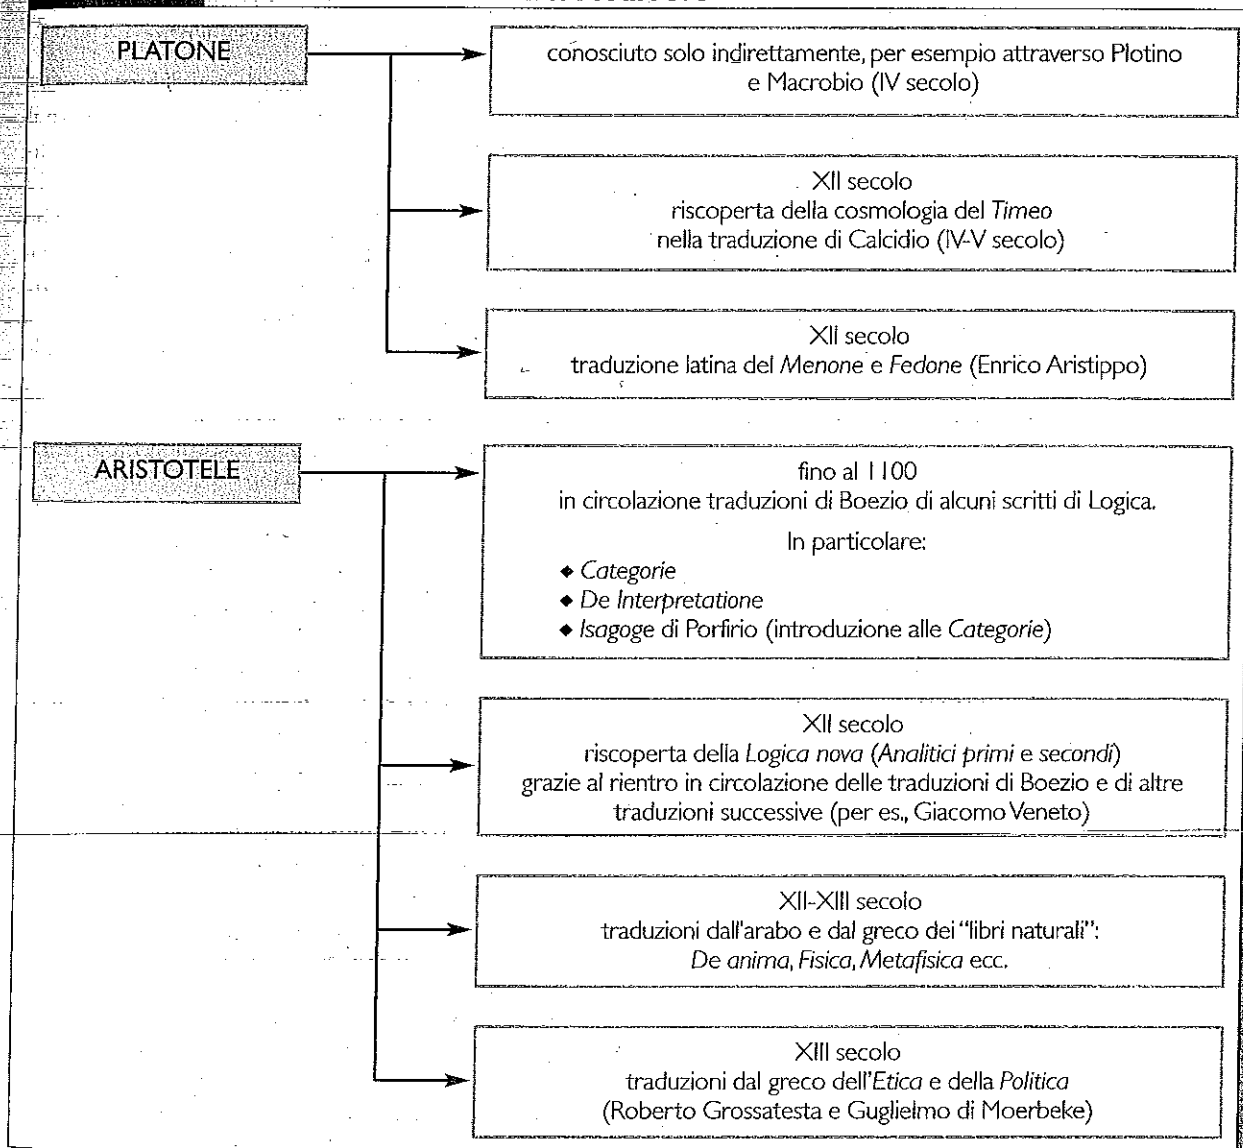 PLATONE
conosciuto solo indirettamente, per esempio attraverso Plotino
e Macrobio (IV secolo)
XII secolo
riscoperta della cosmologia del Timeo
nella traduzione di Calcidio (IV-V secolo)
XII secolo
traduzione latina del Menone e Fedone (Enrico Aristippo)
ARISTOTELE
fino al 1100
in circolazione traduzioni di Boezio di alcuni scritti di Logica.
In particolare:
◆ Categorie
◆ De Interpretatione
◆ Isagoge di Porfirio (introduzione alle Categorie)
XII secolo
riscoperta della Logica nova (Analitici primi e secondi)
grazie al rientro in circolazione delle traduzioni di Boezio e di altre
traduzioni successive (per es., Giacomo Veneto)
XII-XIII secolo
traduzioni dall'arabo e dal greco dei "libri naturali":
De anima, Fisica, Metafisica ecc.
XIII secolo
traduzioni dal greco dell'Etica e della Politica
(Roberto Grossatesta e Guglielmo di Moerbeke)